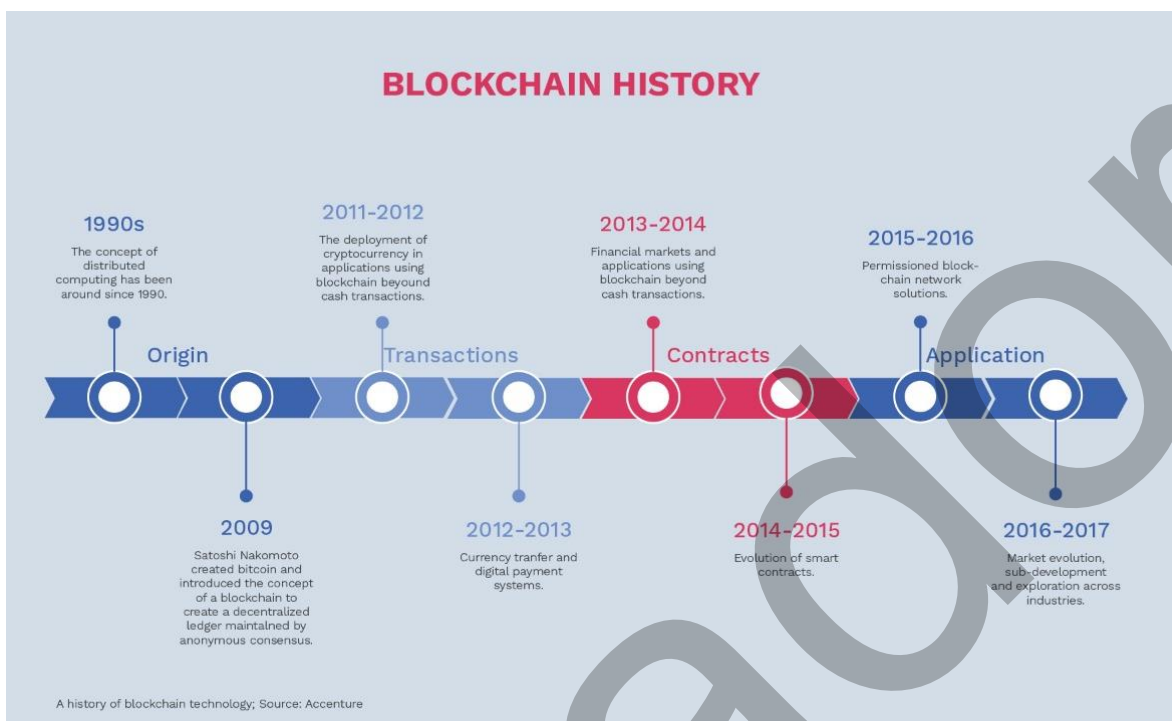 BLOCKCHAIN HISTORY
1990s
The concept of
distributed
computing has been
around since 1990.
2011-2012
The deployment of
cryptocurrency in
applications using
blockchain beyound
cash transactions.
2013-2014
Financial markets and
applications using
blockchain beyound
cash transactions.
2015-2016
Permissioned block-
chain network
solutions.
Origin
Transactions
Contracts
Application
2009
Satoshi Nakomoto
created bitcoin and
introduced the concept
of a blockchain to
create a decentralized
ledger maintalned by
anonymous consensus.
2012-2013
Currency tranfer and
digital payment
systems.
2014-2015
Evolution of smart
contracts.
2016-2017
Market evolution,
sub-development
and exploration across
industries.
A history of blockchain technology; Source: Accenture